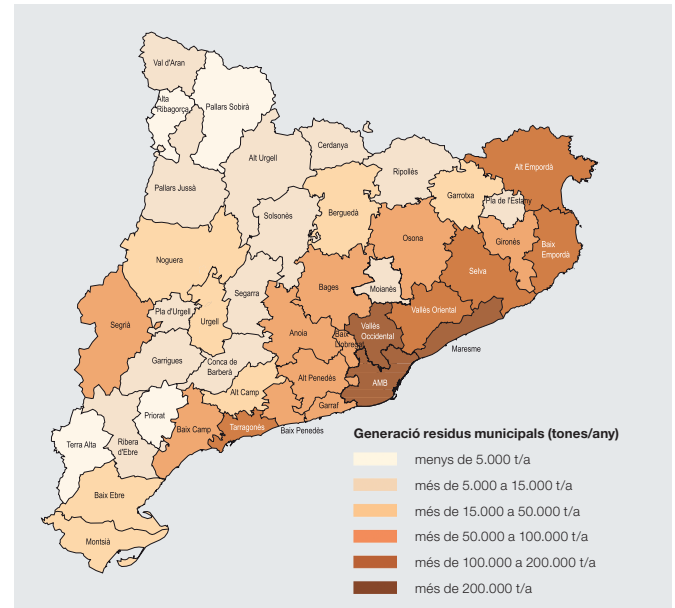 Val d'Aran
Alta
Ribagorça
Pallars Sobirà
Cerdanya
Alt Urgell
Ripollès
Alt Empordà
Pallars Jussà
Garrotxa
Pla de l'Estany
Berguedà
Solsonés
Osona
Gironés
Baix
Empordà
Noguera
Selva
Bages
Moianés
Segarra
Pla d'Urgell
Vallès Oriental
Segrià
Urgell
Anoia
Baix
Llobregat
Vallès
Occidental
Maresme
Garrigues
Conca de
Barberà
Alt Penedès
AMB
Alt Camp
Priorat
Garraf
Baix Camp
Tarragonés
Baix Penedès
Terra Alta
Ribera
d'Ebre
Baix Ebre
Montsià
Generació residus municipals (tones/any)
menys de 5.000 t/a
més de 5.000 a 15.000 t/a
més de 15.000 a 50.000 t/a
més de 50.000 a 100.000 t/a
més de 100.000 a 200.000 t/a
més de 200.000 t/a